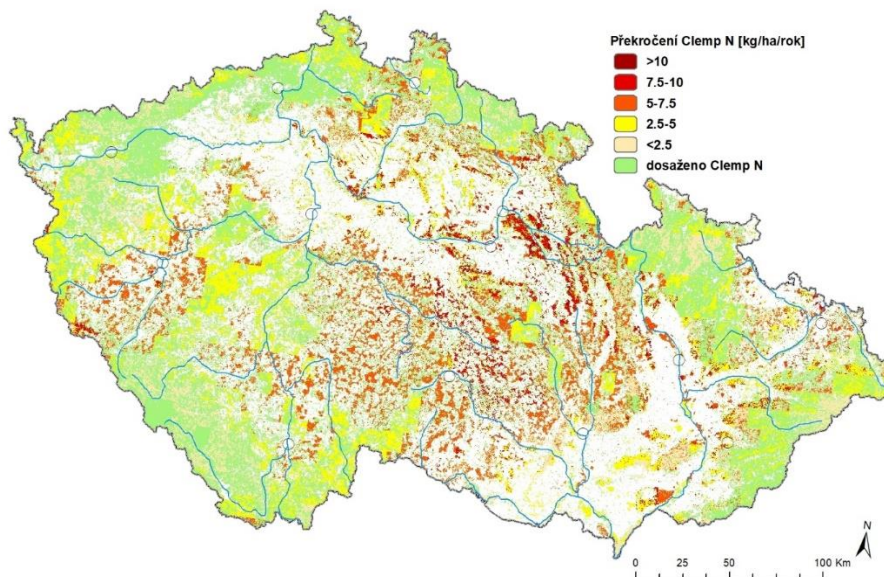 Překročení Clemp N [kg/ha/rok]
>10
7.5-10
5-7.5
2.5-5
<2.5
dosaženo Clemp N
N
0 25 50 100 Km